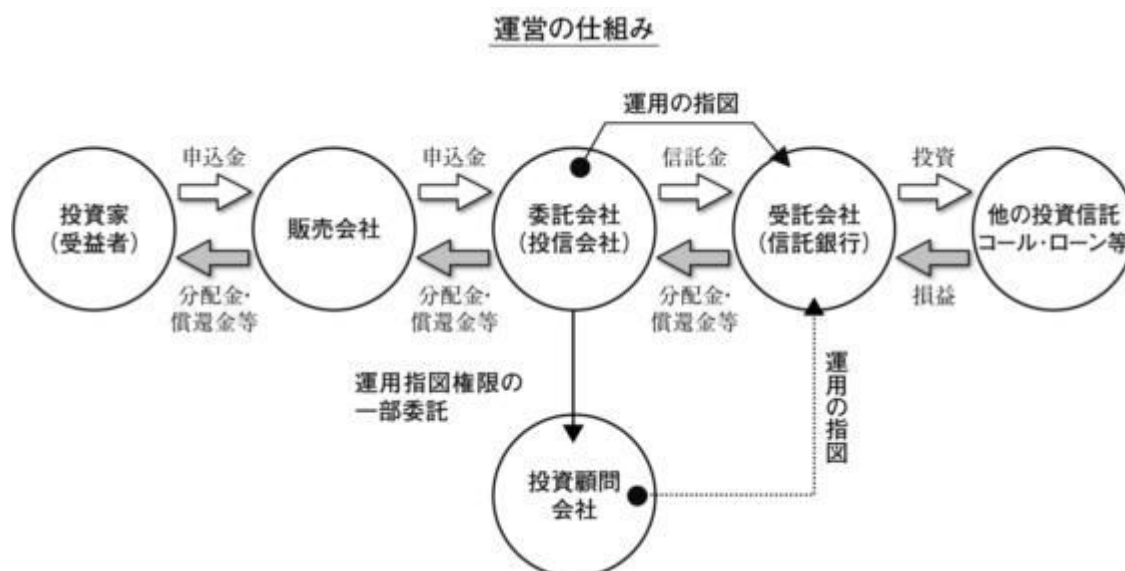 運営の仕組み
運用の指図
申込金
申込金
信託金
投資
投資家
(受益者)
販売会社
委託会社
(投信会社)
受託会社
(信託銀行)
他の投資信託
コール・ローン等
分配金・
償還金等
分配金・
償還金等
分配金・
償還金等
損益
運用指図権限の
一部委託
運用の指図
投資顧問
会社